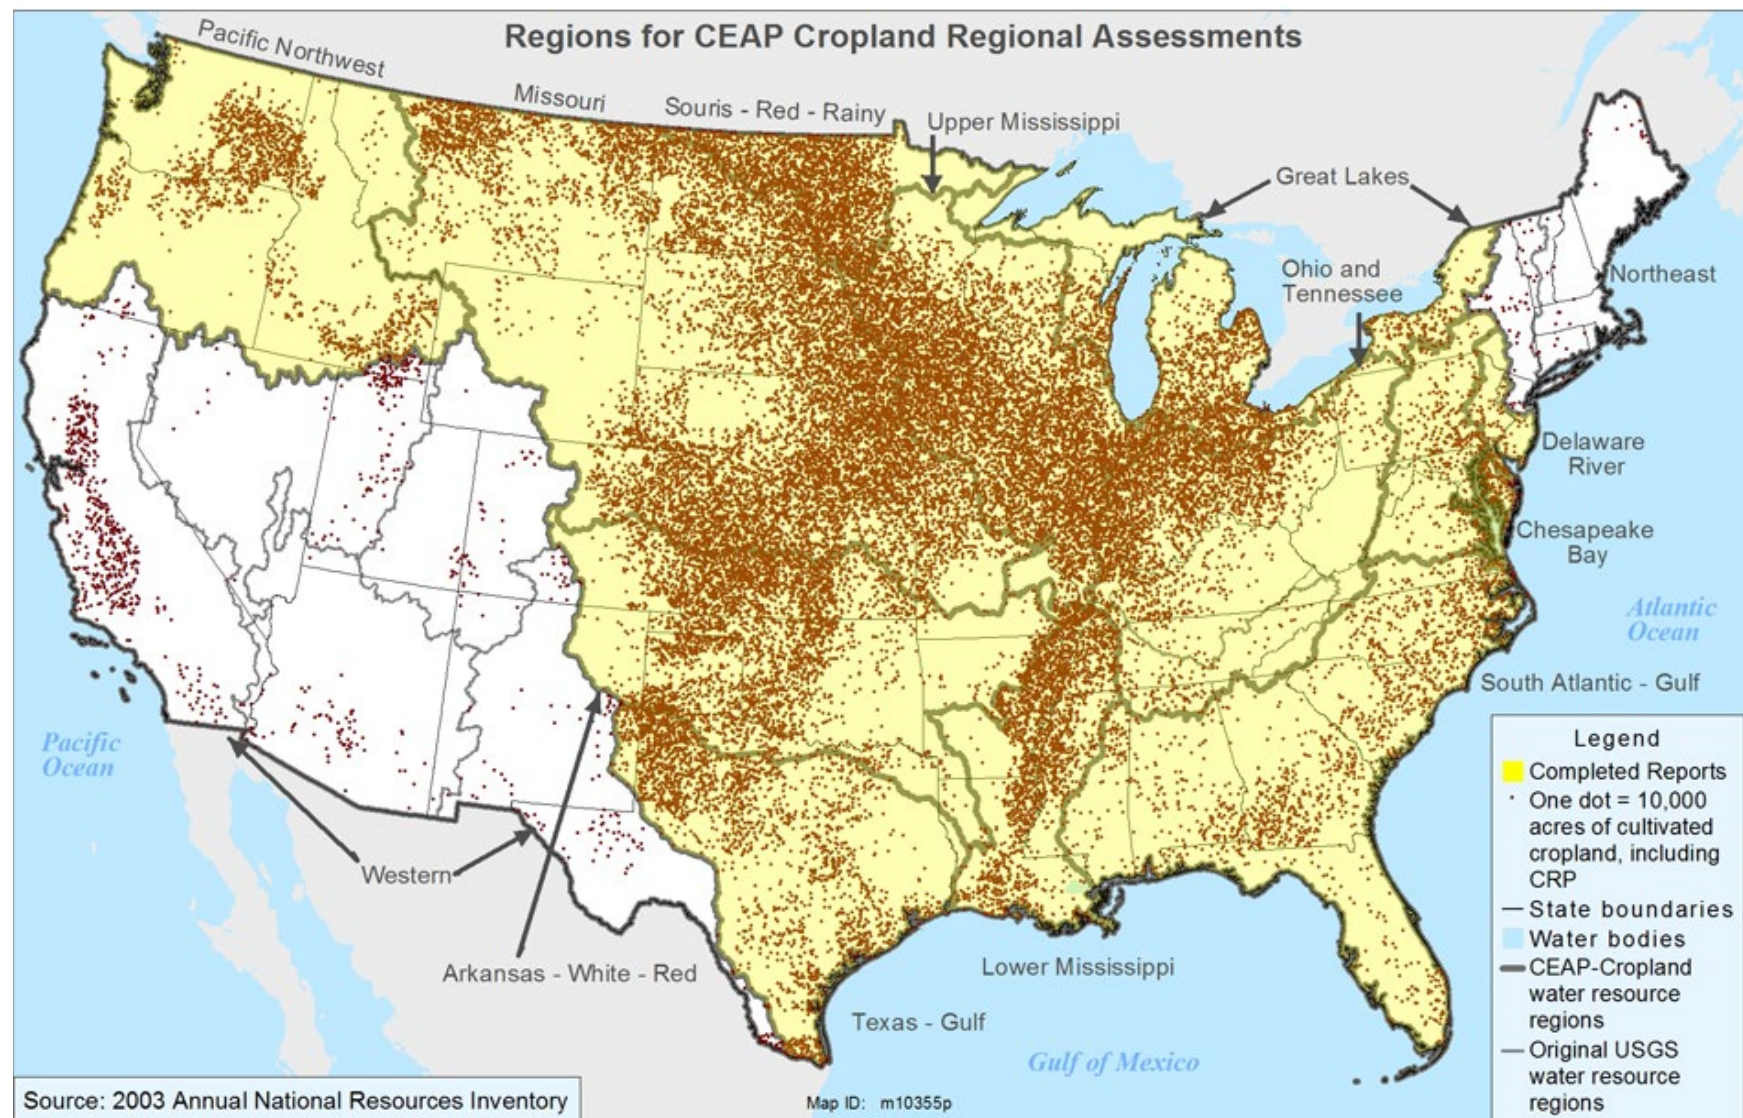 Regions for CEAP Cropland Regional Assessments
Pacific Northwest
Missouri
Souris - Red - Rainy
Upper Mississippi
Great Lakes
Ohio and
Tennessee
Northeast
Delaware
River
Chesapeake
Bay
Atlantic
Ocean
South Atlantic - Gulf
Pacific
Ocean
Western
Arkansas - White - Red
Lower Mississippi
Texas - Gulf
Gulf of Mexico
Legend
Completed Reports
One dot = 10,000
acres of cultivated
cropland, including
CRP
State boundaries
Water bodies
CEAP-Cropland
water resource
regions
Original USGS
water resource
regions
Source: 2003 Annual National Resources Inventory
Map ID: m10355p